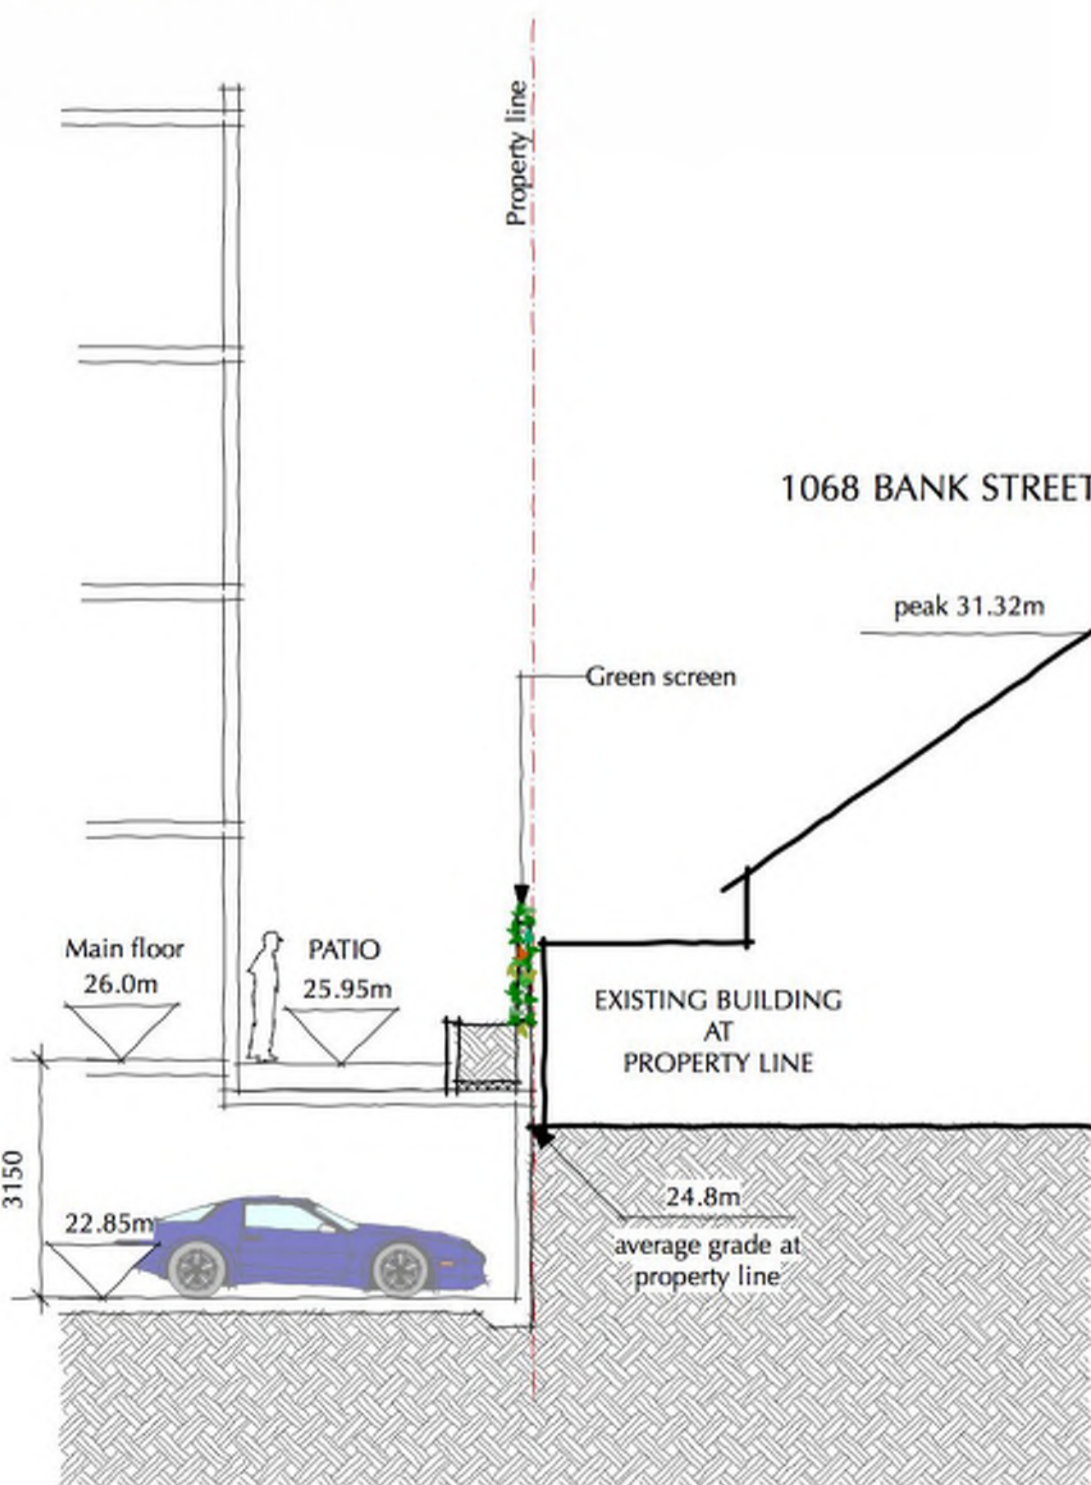 Property line
1068 BANK STREET
peak 31.32m
Green screen
Main floor
26.0m
PATIO
25.95m
EXISTING BUILDING
AT
PROPERTY LINE
3150
22.85m
24.8m
average grade at
property line